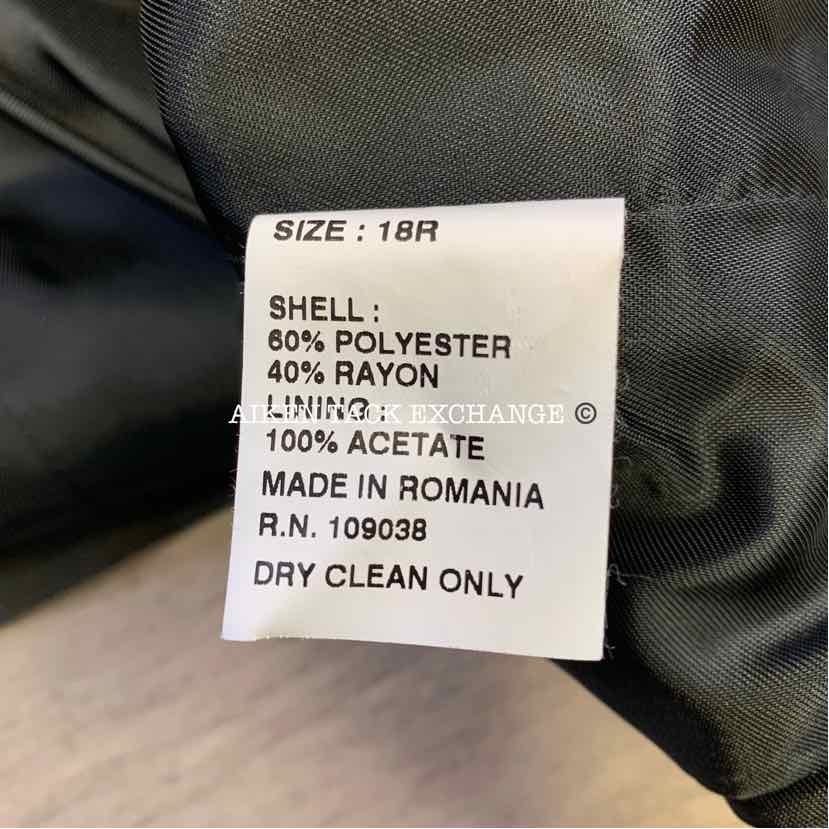 SIZE : 18R
SHELL :
60% POLYESTER
40% RAYON
LINING
AIKEN TACK EXCHANGE ©
100% ACETATE
MADE IN ROMANIA
R.N. 109038
DRY CLEAN ONLY